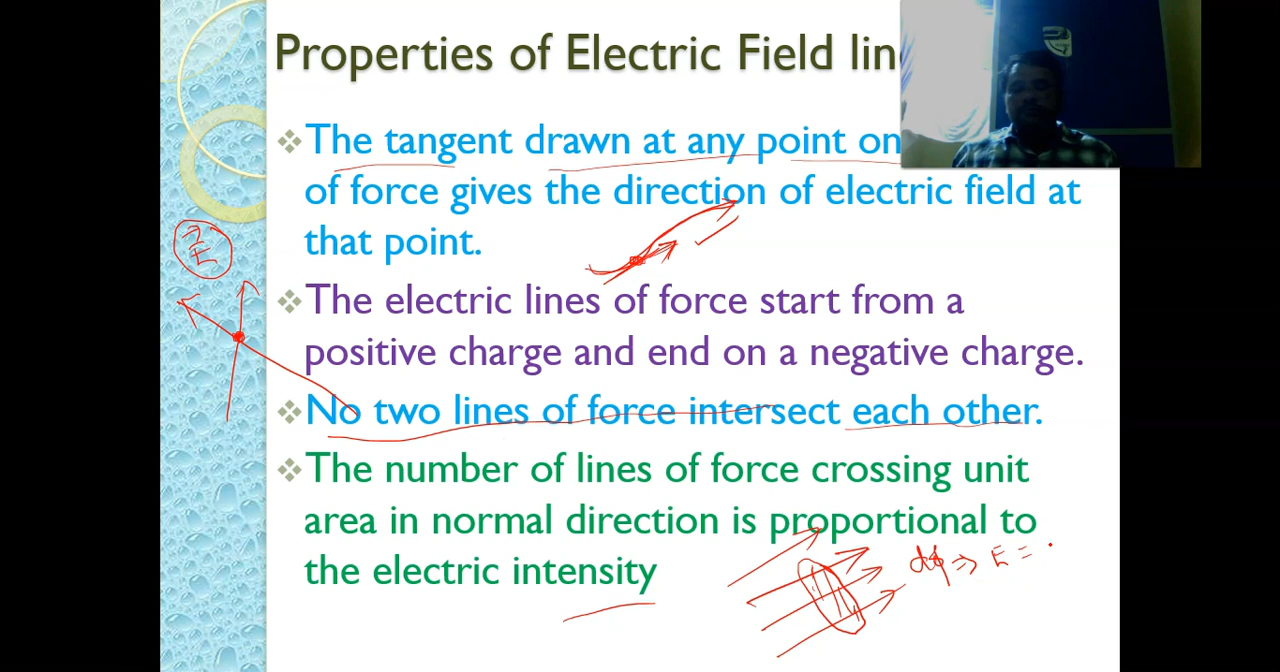 Properties of Electric Field lin
❖The tangent drawn at any point on
of force gives the direction of electric field at
that point.
❖The electric lines of force start from a
positive charge and end on a negative charge.
❖No two lines of force intersect each other.
❖The number of lines of force crossing unit
area in normal direction is proportional to
the electric intensity
dϕ ⇒ E =